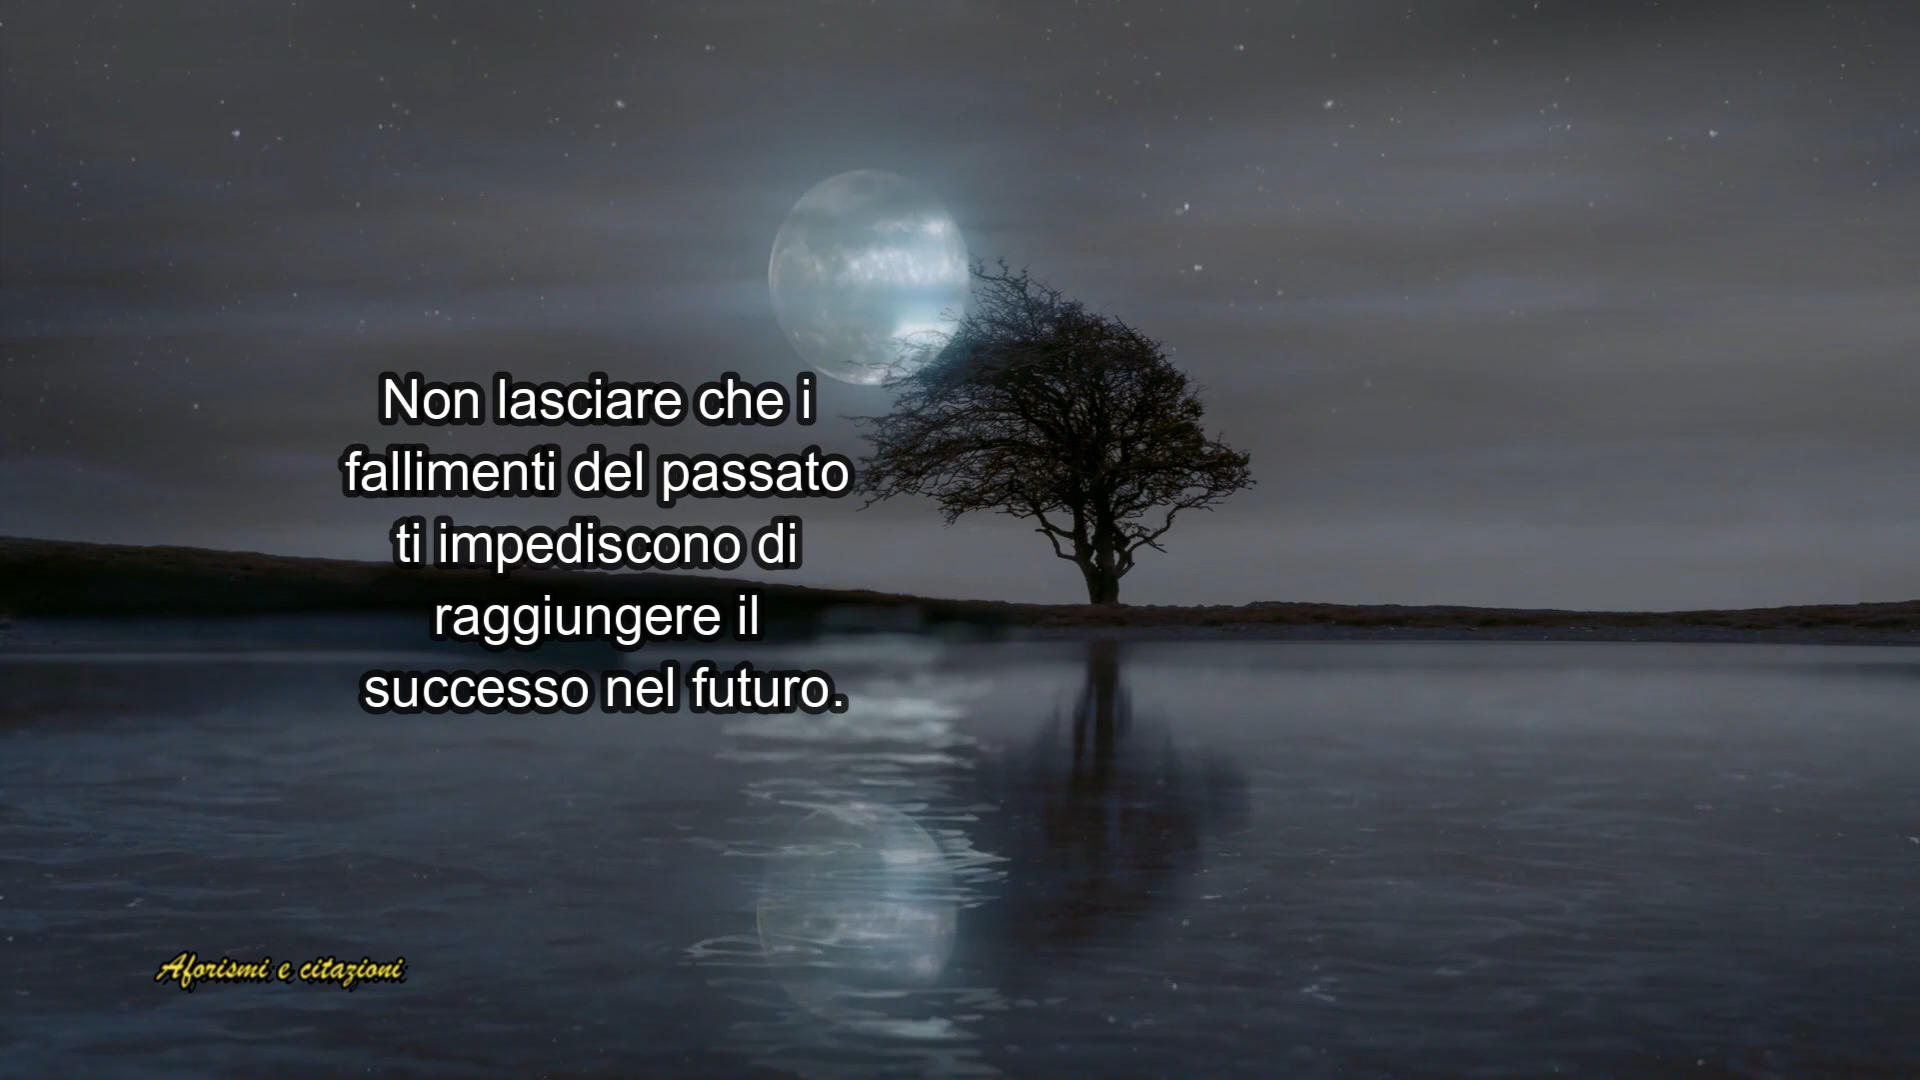 Non lasciare che i
fallimenti del passato
ti impediscono di
raggiungere il
successo nel futuro.
Aforismi e citazioni